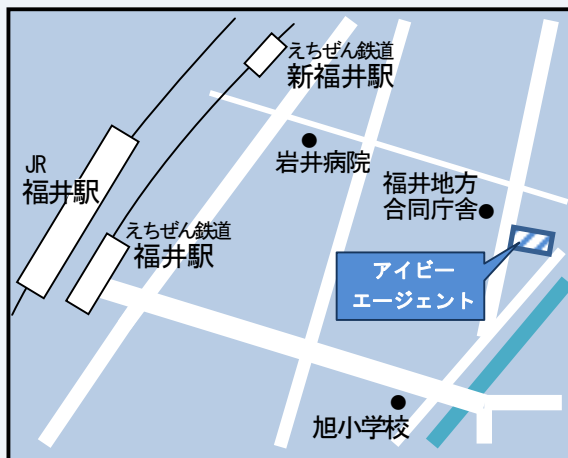 えちぜん鉄道
新福井駅
岩井病院
JR
福井駅
福井地方
合同庁舎
えちぜん鉄道
福井駅
アイビー
エージェント
旭小学校